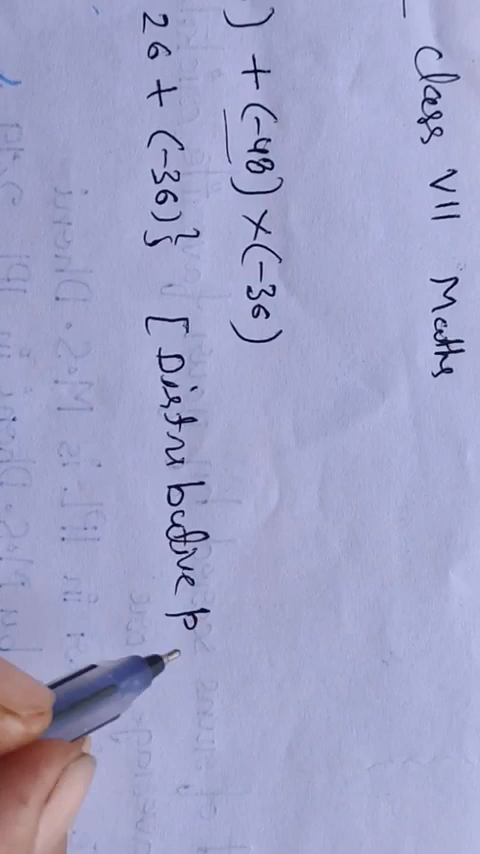 Class VII Maths
) + (-48) × (-36)
26 + (-36)} [Distributive p